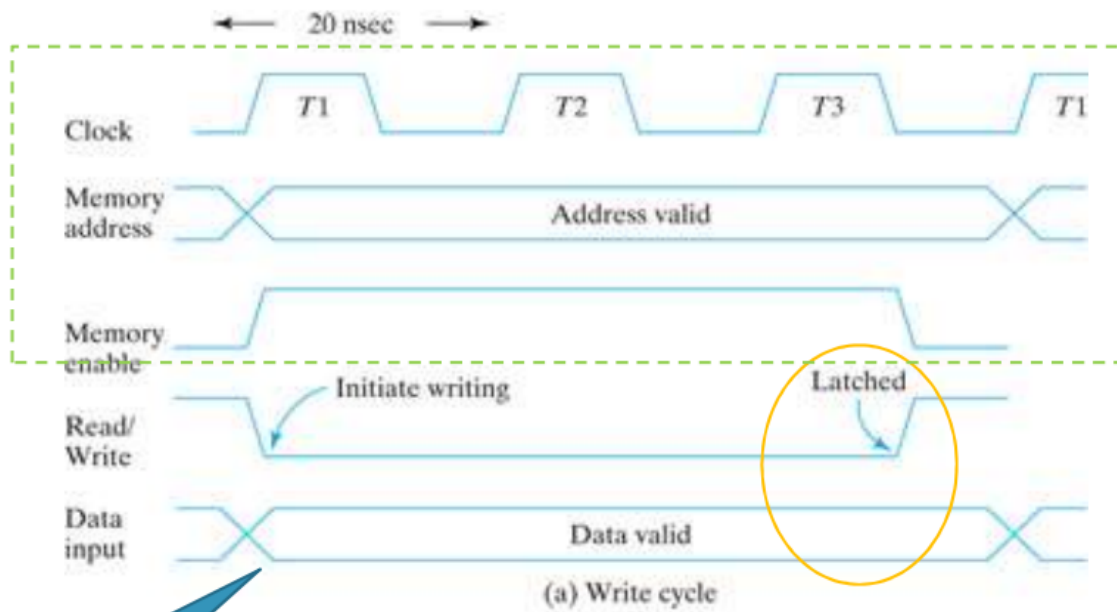 20 nsec
Clock
T1
T2
T3
T1
Memory
address
Address valid
Memory
enable
Initiate writing
Latched
Read/
Write
Data
input
Data valid
(a) Write cycle